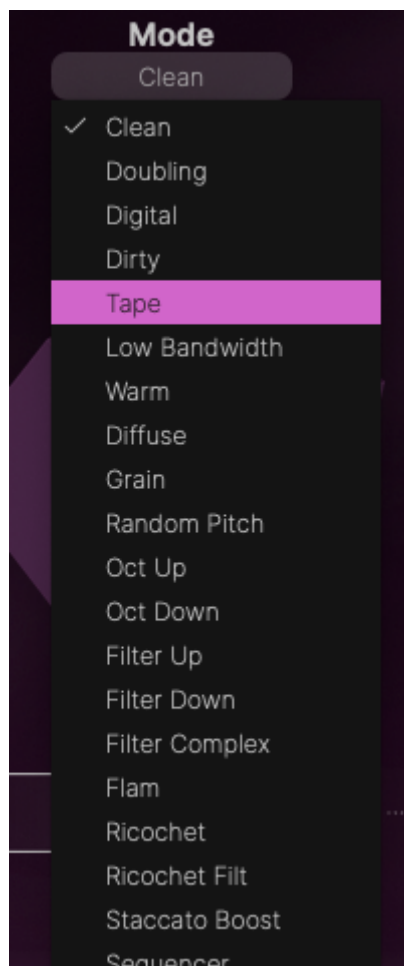 Mode
Clean
Clean
Doubling
Digital
Dirty
Tape
Low Bandwidth
Warm
Diffuse
Grain
Random Pitch
Oct Up
Oct Down
Filter Up
Filter Down
Filter Complex
Flam
Ricochet
Ricochet Filt
Staccato Boost
Sequencer